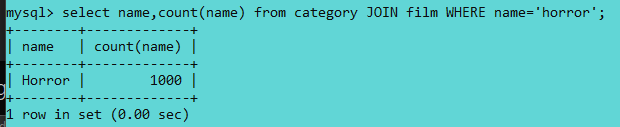 mysql> select name,count(name) from category JOIN film WHERE name='horror';
+--------+-------------+
| name   | count(name) |
+--------+-------------+
| Horror |        1000 |
+--------+-------------+
1 row in set (0.00 sec)